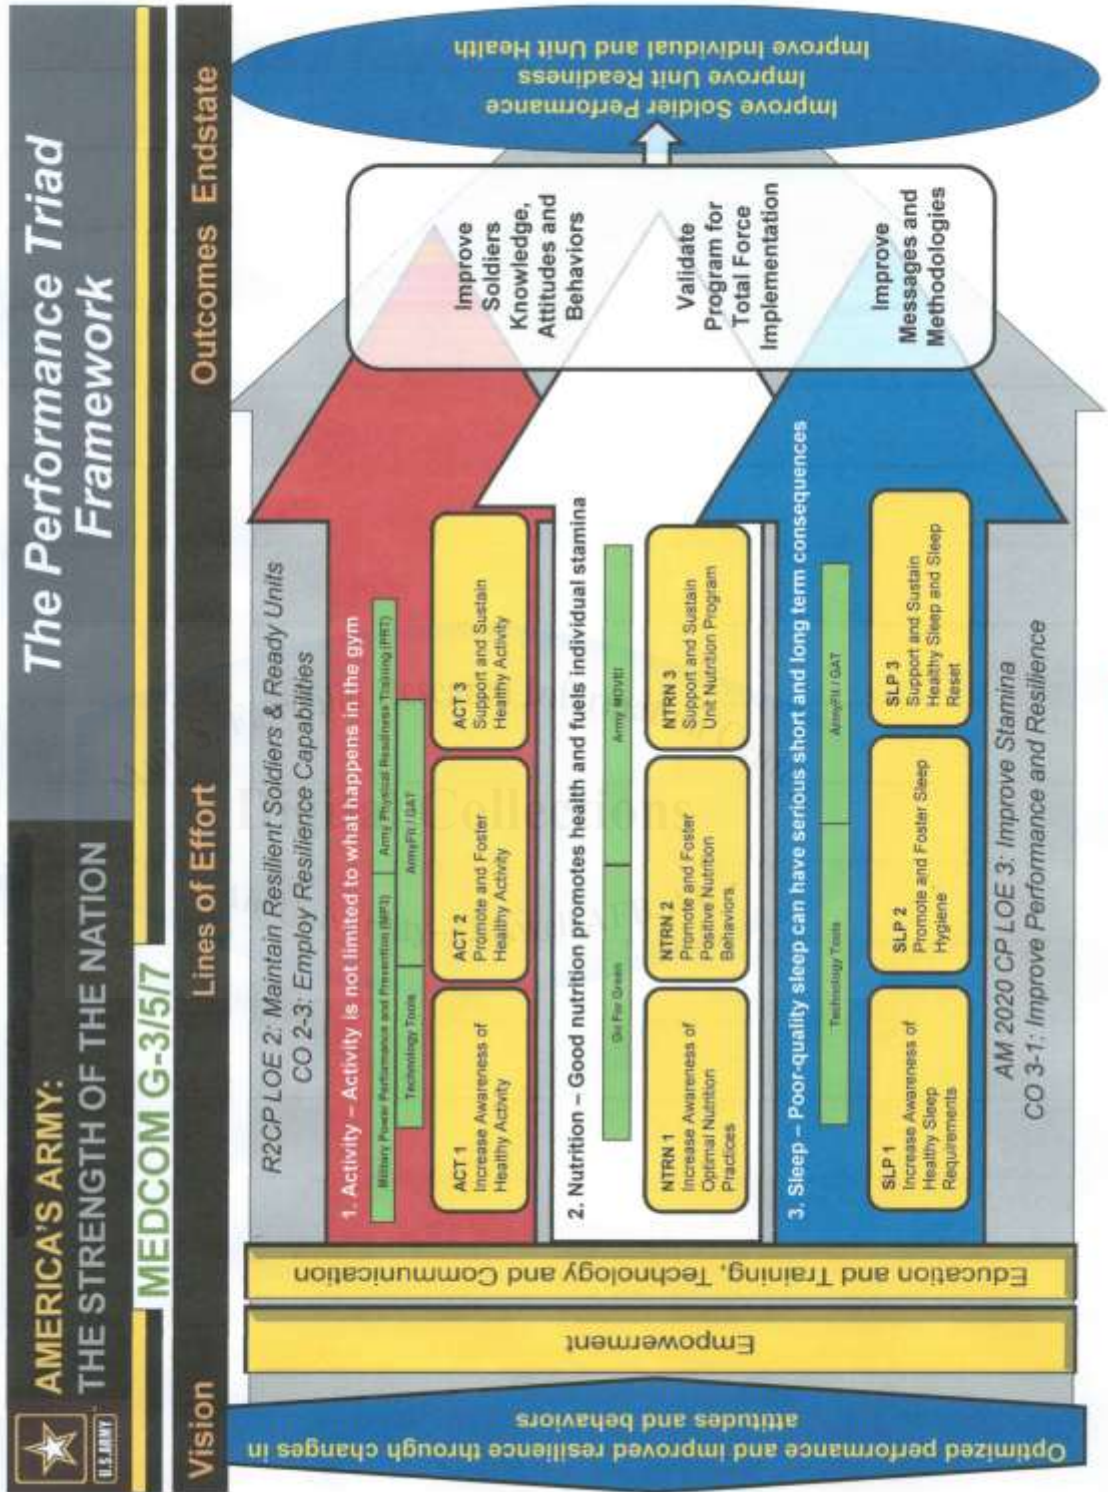 AMERICA'S ARMY:
THE STRENGTH OF THE NATION
The Performance Triad
Framework
U.S.ARMY
MEDCOM G-3/5/7
Vision
Lines of Effort
Outcomes
Endstate
Optimized performance and improved resilience through changes in
attitudes and behaviors
Empowerment
Education and Training, Technology and Communication
R2CP LOE 2: Maintain Resilient Soldiers & Ready Units
CO 2-3: Employ Resilience Capabilities
1. Activity – Activity is not limited to what happens in the gym
Military Power Performance and Prevention (MP3)
Army Physical Readiness Training (PRT)
Technology Tools
ArmyFit / GAT
ACT 1
Increase Awareness of
Healthy Activity
ACT 2
Promote and Foster
Healthy Activity
ACT 3
Support and Sustain
Healthy Activity
2. Nutrition – Good nutrition promotes health and fuels individual stamina
Go For Green
Army MOVE!
NTRN 1
Increase Awareness of
Optimal Nutrition
Practices
NTRN 2
Promote and Foster
Positive Nutrition
Behaviors
NTRN 3
Support and Sustain
Unit Nutrition Program
3. Sleep – Poor-quality sleep can have serious short and long term consequences
Technology Tools
ArmyFit / GAT
SLP 1
Increase Awareness of
Healthy Sleep
Requirements
SLP 2
Promote and Foster Sleep
Hygiene
SLP 3
Support and Sustain
Healthy Sleep and Sleep
Reset
AM 2020 CP LOE 3: Improve Stamina
CO 3-1: Improve Performance and Resilience
Improve
Soldiers
Knowledge,
Attitudes and
Behaviors
Validate
Program for
Total Force
Implementation
Improve
Messages and
Methodologies
Improve Soldier Performance
Improve Unit Readiness
Improve Individual and Unit Health